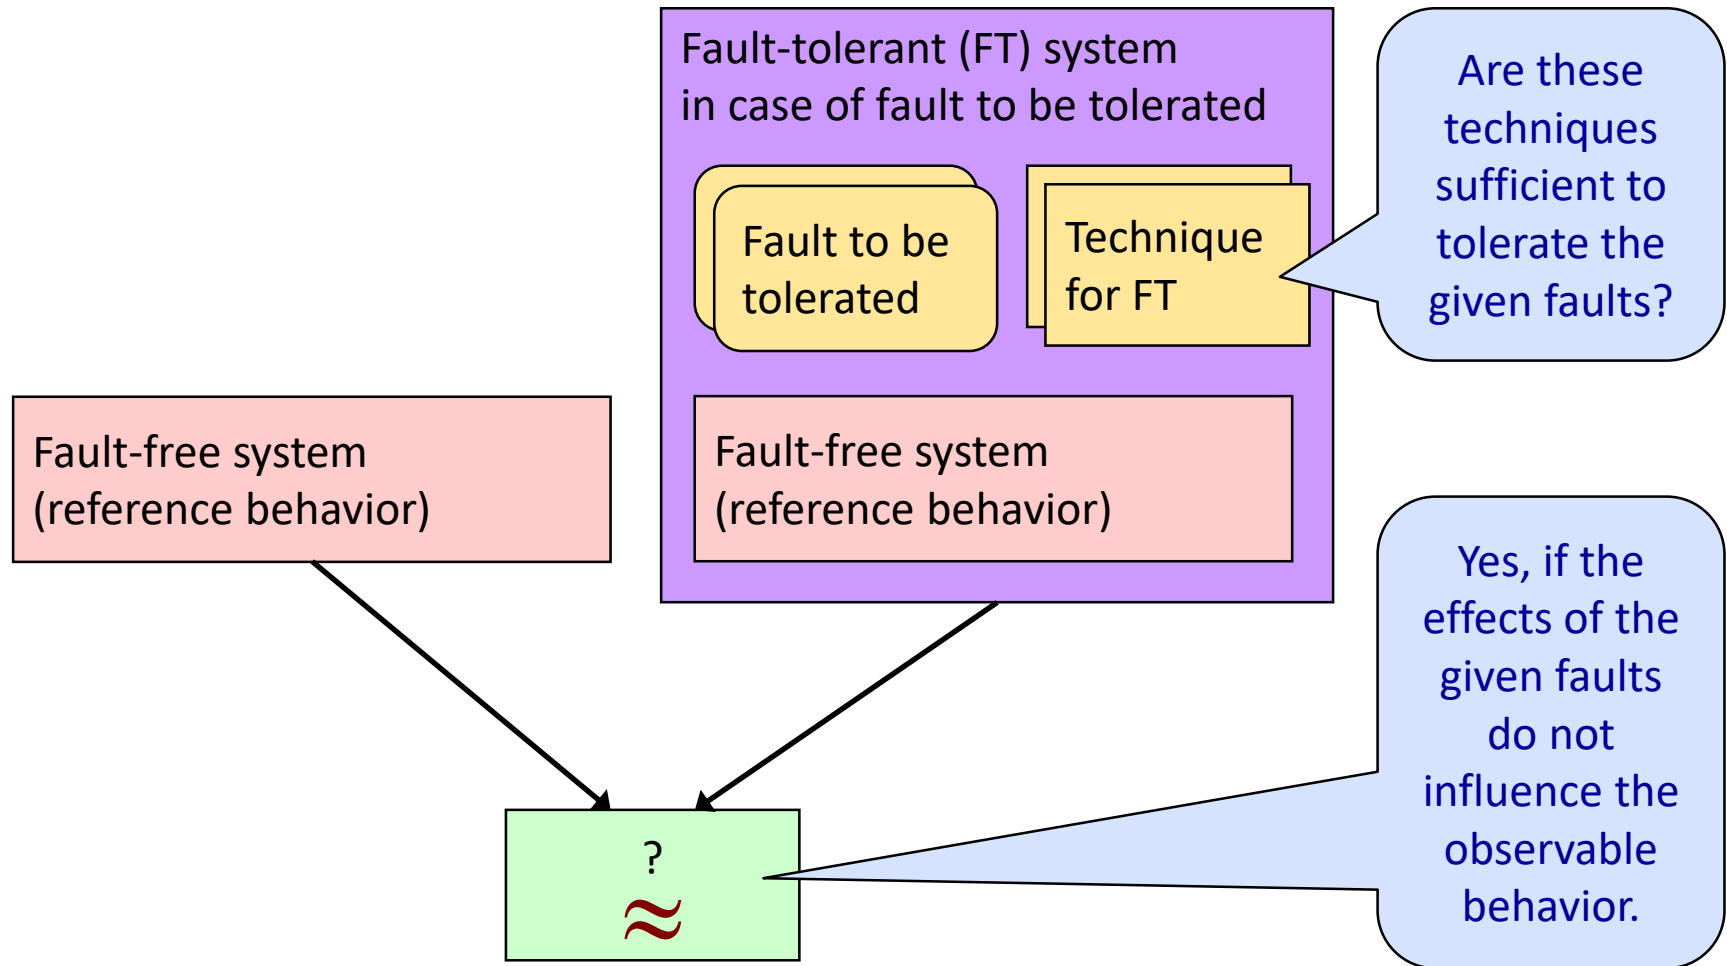 Fault-tolerant (FT) system
in case of fault to be tolerated
Fault to be
tolerated
Technique
for FT
Are these
techniques
sufficient to
tolerate the
given faults?
Fault-free system
(reference behavior)
Fault-free system
(reference behavior)
?
≈
Yes, if the
effects of the
given faults
do not
influence the
observable
behavior.